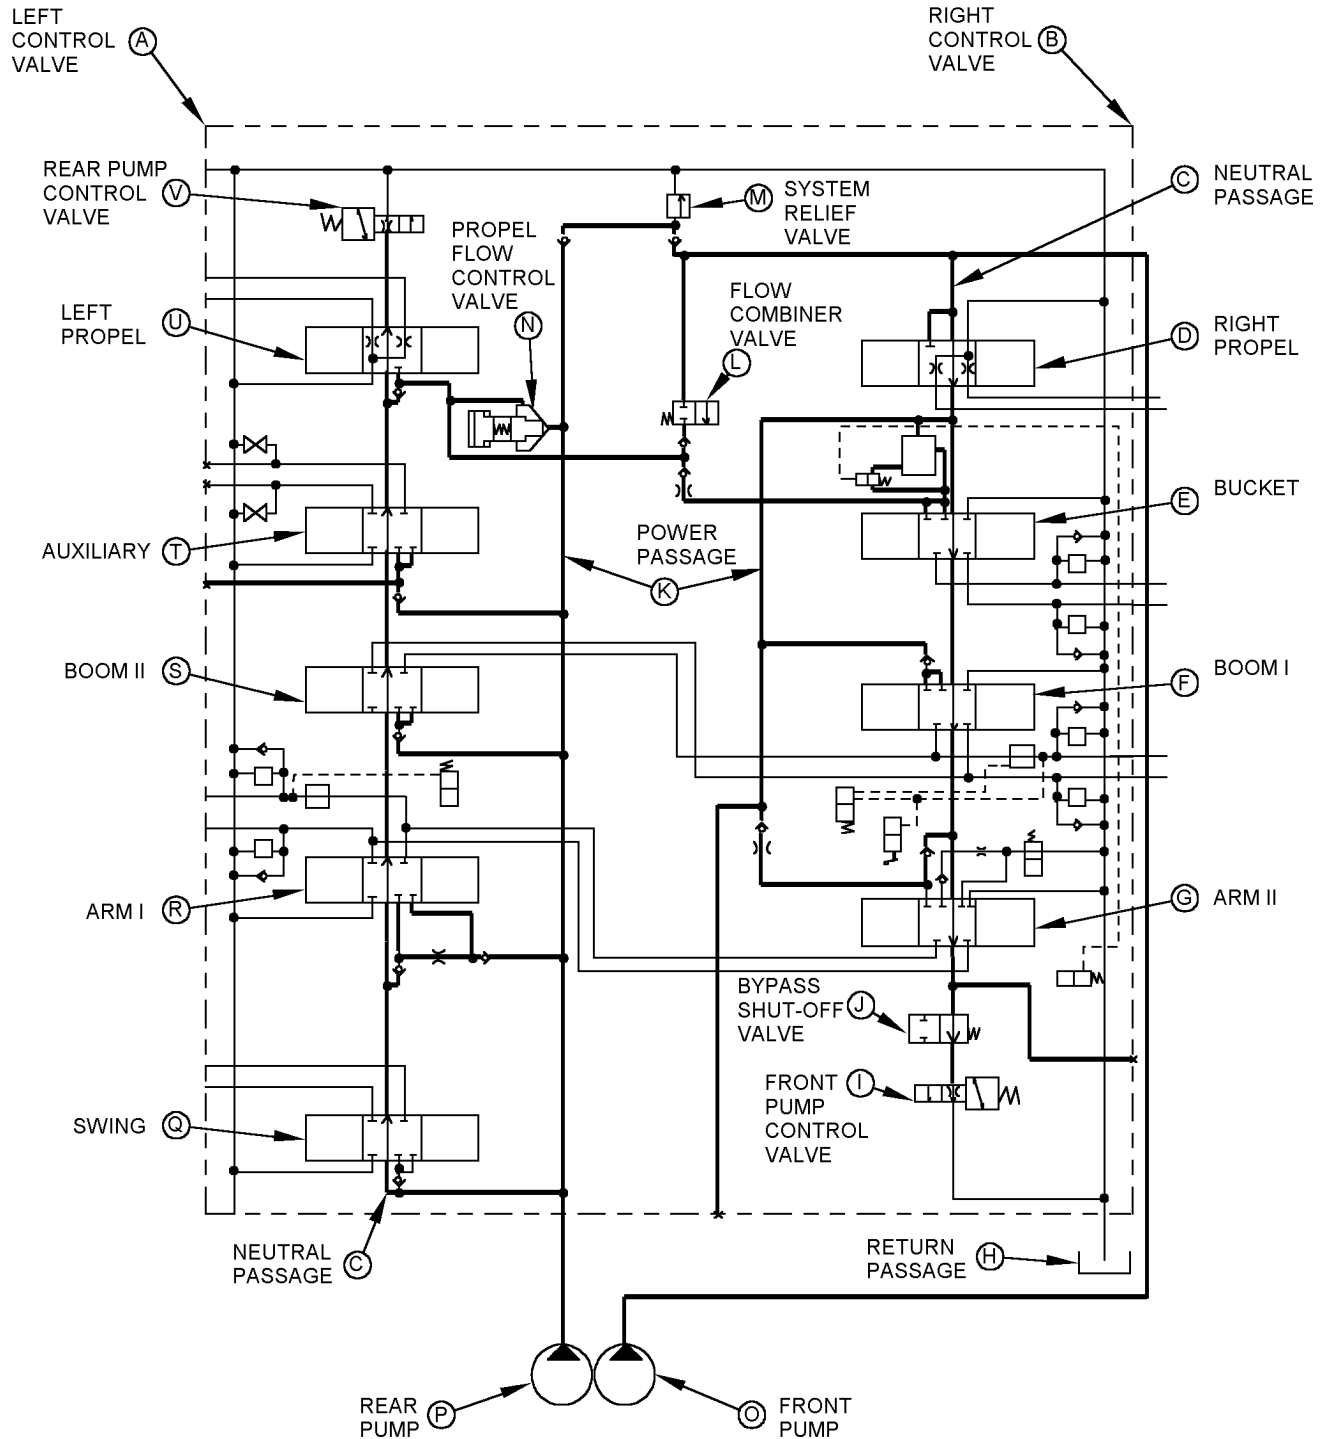 LEFT
CONTROL A
VALVE
RIGHT
CONTROL B
VALVE
REAR PUMP
CONTROL V
VALVE
M SYSTEM
RELIEF
VALVE
C NEUTRAL
PASSAGE
PROPEL
FLOW
CONTROL
VALVE
N
LEFT
PROPEL U
FLOW
COMBINER
VALVE
L
D RIGHT
PROPEL
E BUCKET
AUXILIARY T
POWER
PASSAGE
K
BOOM II S
F BOOM I
ARM I R
G ARM II
BYPASS
SHUT-OFF J
VALVE
FRONT I
PUMP
CONTROL
VALVE
SWING Q
NEUTRAL
PASSAGE C
RETURN
PASSAGE H
REAR
PUMP P
O FRONT
PUMP